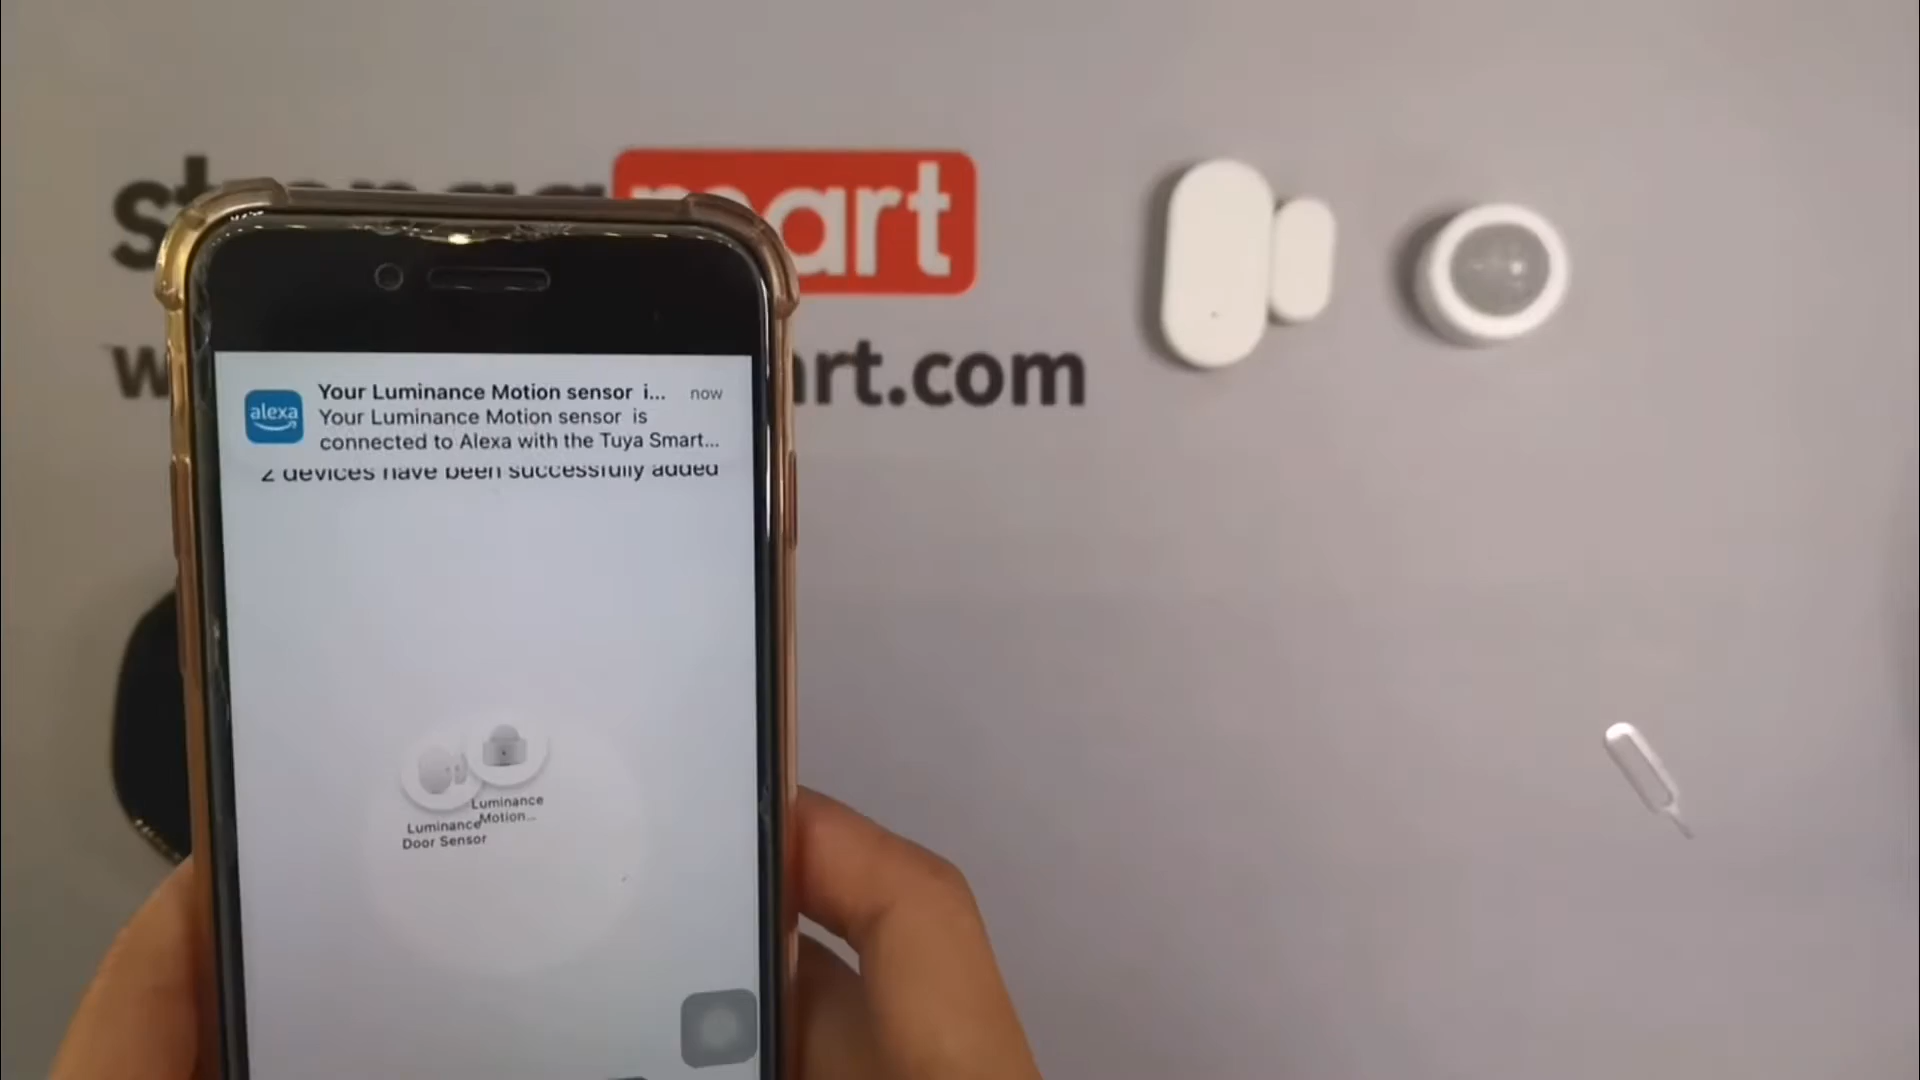 art
art.com
alexa
Your Luminance Motion sensor i... now
Your Luminance Motion sensor is
connected to Alexa with the Tuya Smart...
2 devices have been successfully added
Luminance
Motion...
Luminance
Door Sensor